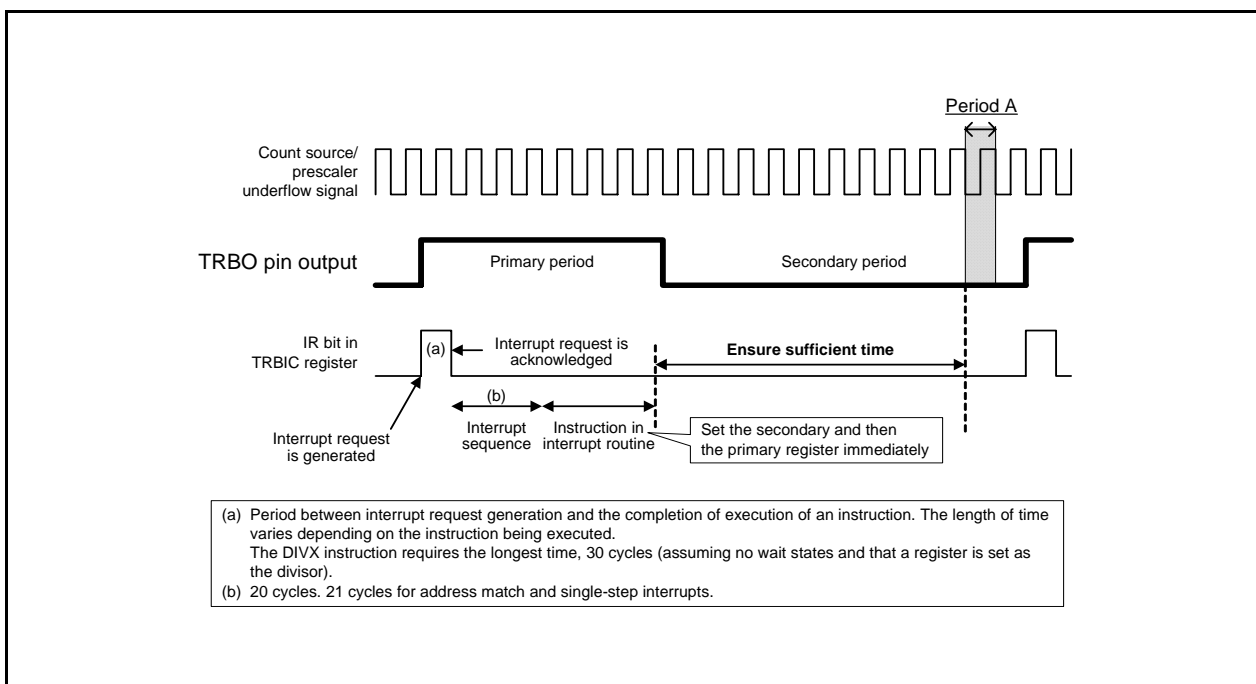 Period A
Count source/
prescaler
underflow signal
TRBO pin output
Primary period
Secondary period
IR bit in
TRBIC register
(a)
Interrupt request is
acknowledged
Ensure sufficient time
(b)
Interrupt request
is generated
Interrupt
sequence
Instruction in
interrupt routine
Set the secondary and then
the primary register immediately
(a) Period between interrupt request generation and the completion of execution of an instruction. The length of time
varies depending on the instruction being executed.
The DIVX instruction requires the longest time, 30 cycles (assuming no wait states and that a register is set as
the divisor).
(b) 20 cycles. 21 cycles for address match and single-step interrupts.